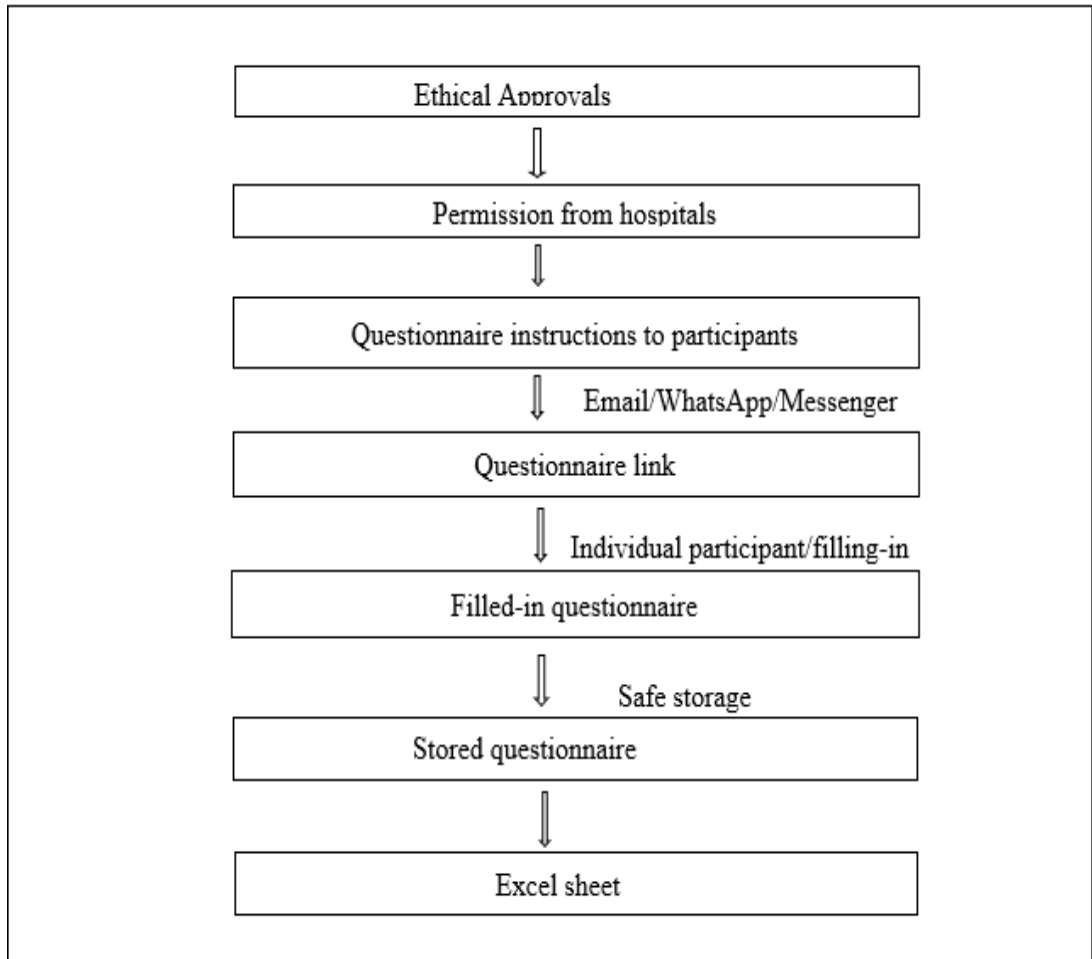 Ethical Approvals
Permission from hospitals
Questionnaire instructions to participants
Email/WhatsApp/Messenger
Questionnaire link
Individual participant/filling-in
Filled-in questionnaire
Safe storage
Stored questionnaire
Excel sheet